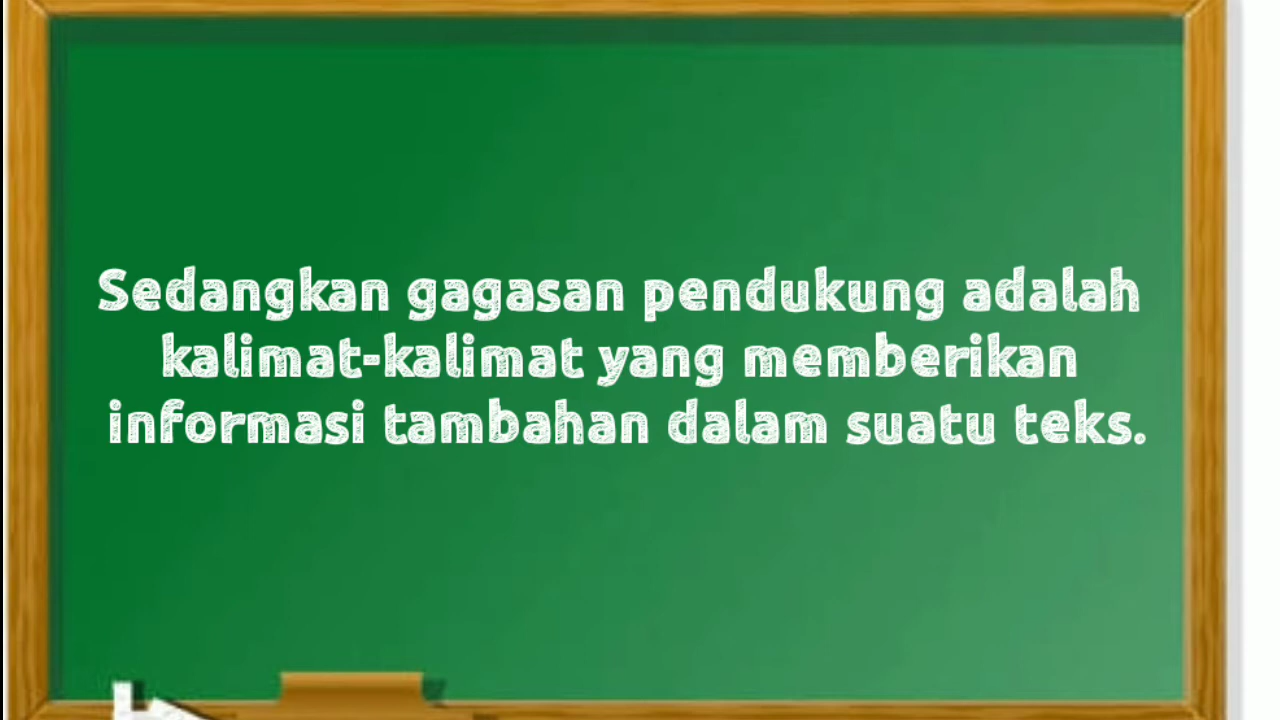 Sedangkan gagasan pendukung adalah
kalimat-kalimat yang memberikan
informasi tambahan dalam suatu teks.